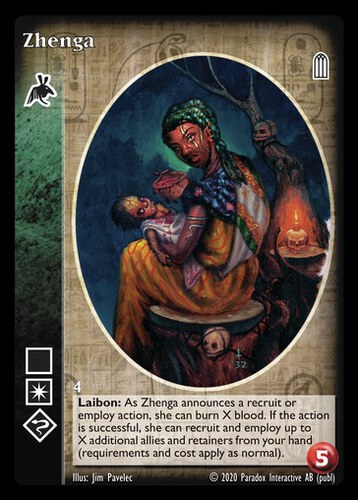 Zhenga
32
4
Laibon: As Zhenga announces a recruit or
employ action, she can burn X blood. If the action
is successful, she can recruit and employ up to
X additional allies and retainers from your hand
(requirements and cost apply as normal).
5
Illus: Jim Pavelec © 2020 Paradox Interactive AB (publ)